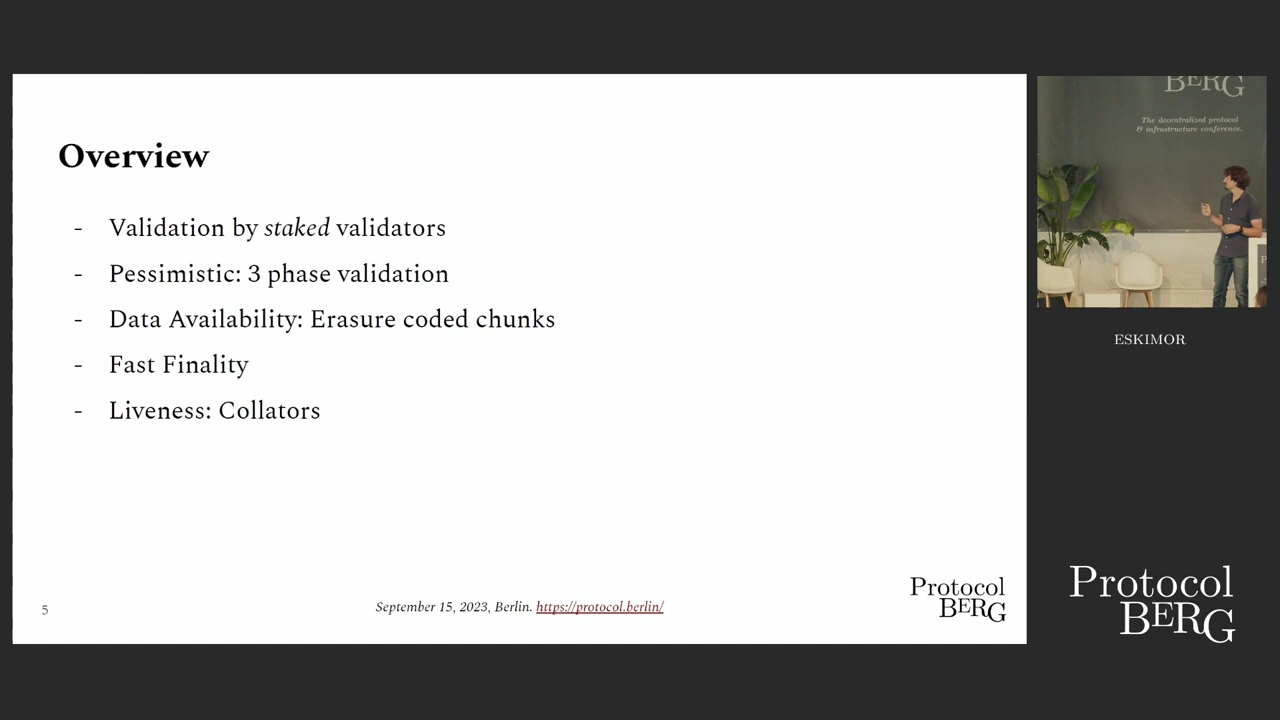 Overview
- Validation by staked validators
- Pessimistic: 3 phase validation
- Data Availability: Erasure coded chunks
- Fast Finality
- Liveness: Collators
5
September 15, 2023, Berlin. https://protocol.berlin/
Protocol
BERG
BERG
The decentralized protocol
& infrastructure conference.
P
ESKIMOR
Protocol
BERG